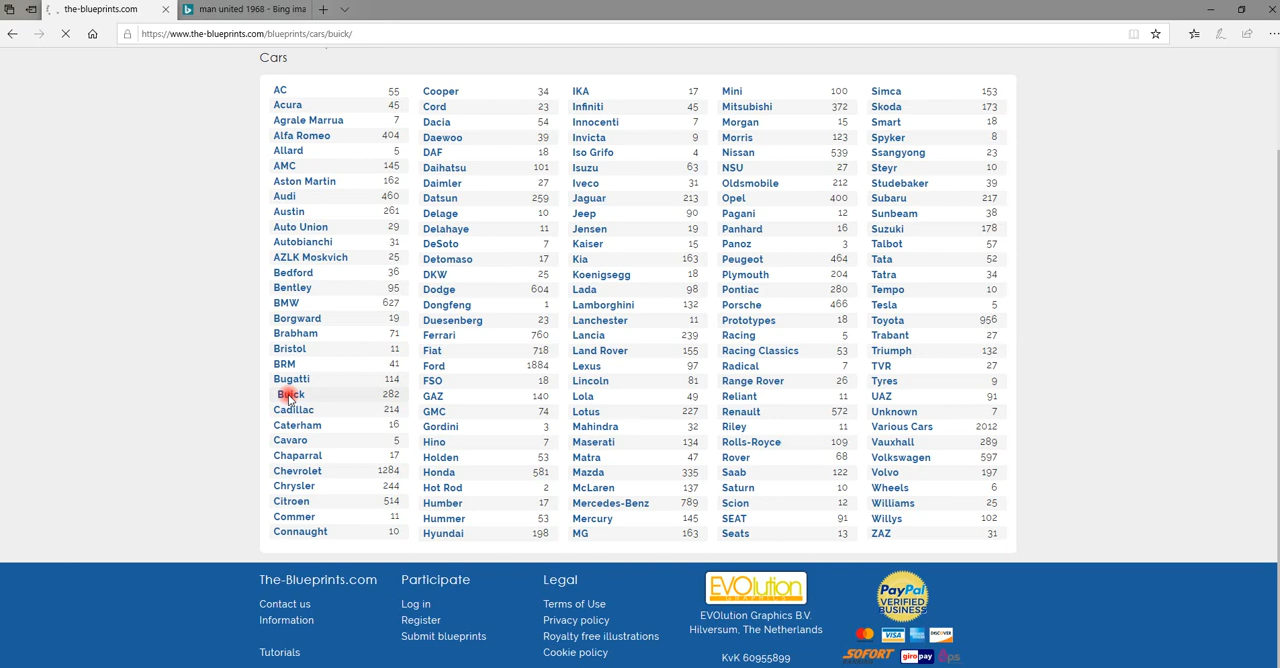 the-blueprints.com
man united 1968 - Bing ima
https://www.the-blueprints.com/blueprints/cars/buick/
Cars
AC 55
Acura 45
Agrale Marrua 7
Alfa Romeo 404
Allard 5
AMC 145
Aston Martin 162
Audi 460
Austin 261
Auto Union 29
Autobianchi 31
AZLK Moskvich 25
Bedford 36
Bentley 95
BMW 627
Borgward 19
Brabham 71
Bristol 11
BRM 41
Bugatti 114
Buick 282
Cadillac 214
Caterham 16
Cavaro 5
Chaparral 17
Chevrolet 1284
Chrysler 244
Citroen 514
Commer 11
Connaught 10
Cooper 34
Cord 23
Dacia 54
Daewoo 39
DAF 18
Daihatsu 101
Daimler 27
Datsun 259
Delage 10
Delahaye 11
DeSoto 7
Detomaso 17
DKW 25
Dodge 604
Dongfeng 1
Duesenberg 23
Ferrari 760
Fiat 718
Ford 1884
FSO 18
GAZ 140
GMC 74
Gordini 3
Hino 7
Holden 53
Honda 581
Hot Rod 2
Humber 17
Hummer 53
Hyundai 198
IKA 17
Infiniti 45
Innocenti 7
Invicta 9
Iso Grifo 4
Isuzu 63
Iveco 31
Jaguar 213
Jeep 90
Jensen 19
Kaiser 15
Kia 163
Koenigsegg 18
Lada 98
Lamborghini 132
Lanchester 11
Lancia 239
Land Rover 155
Lexus 97
Lincoln 81
Lola 49
Lotus 227
Mahindra 32
Maserati 134
Matra 47
Mazda 335
McLaren 137
Mercedes-Benz 789
Mercury 145
MG 163
Mini 100
Mitsubishi 372
Morgan 15
Morris 123
Nissan 539
NSU 27
Oldsmobile 212
Opel 400
Pagani 12
Panhard 16
Panoz 3
Peugeot 464
Plymouth 204
Pontiac 280
Porsche 466
Prototypes 18
Racing 5
Racing Classics 53
Radical 7
Range Rover 26
Reliant 11
Renault 572
Riley 11
Rolls-Royce 109
Rover 68
Saab 122
Saturn 10
Scion 12
SEAT 91
Seats 13
Simca 153
Skoda 173
Smart 18
Spyker 8
Ssangyong 23
Steyr 10
Studebaker 39
Subaru 217
Sunbeam 38
Suzuki 178
Talbot 57
Tata 52
Tatra 34
Tempo 10
Tesla 5
Toyota 956
Trabant 27
Triumph 132
TVR 27
Tyres 9
UAZ 91
Unknown 7
Various Cars 2012
Vauxhall 289
Volkswagen 597
Volvo 197
Wheels 6
Williams 25
Willys 102
ZAZ 31
The-Blueprints.com
Contact us
Information
Tutorials
Participate
Log in
Register
Submit blueprints
Legal
Terms of Use
Privacy policy
Royalty free illustrations
Cookie policy
EVOlution
GRAPHICS
EVOlution Graphics B.V.
Hilversum, The Netherlands
KvK 60955899
PayPal
VERIFIED
BUSINESS
VISA
DISCOVER
SOFORT
giropay
eps